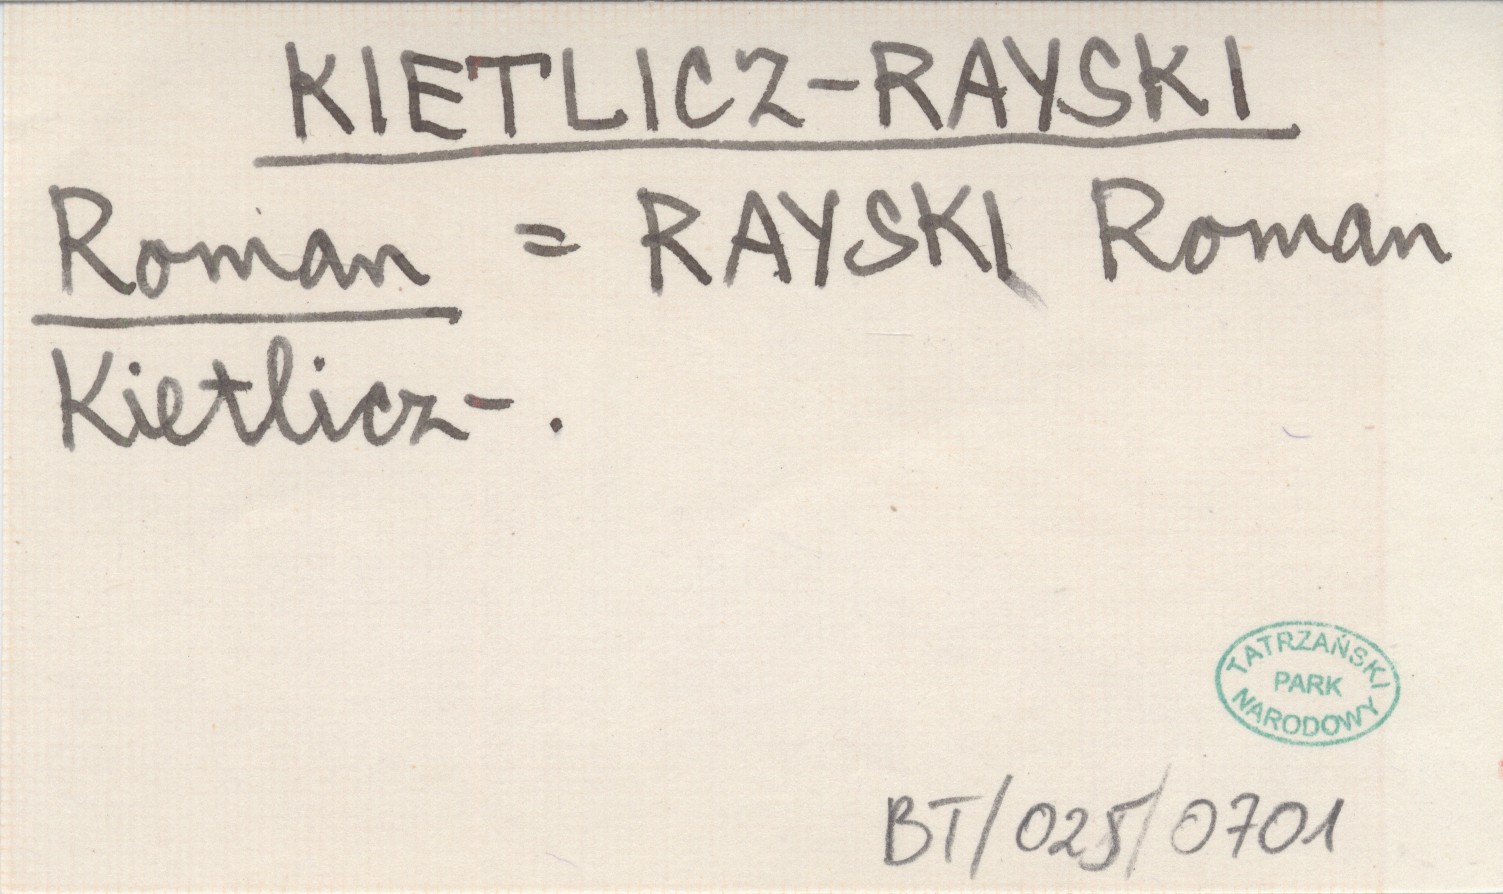 KIETLICZ-RAYSKI
Roman = RAYSKI Roman
Kietlicz- .
TATRZAŃSKI
PARK
NARODOWY
BT/025/0701